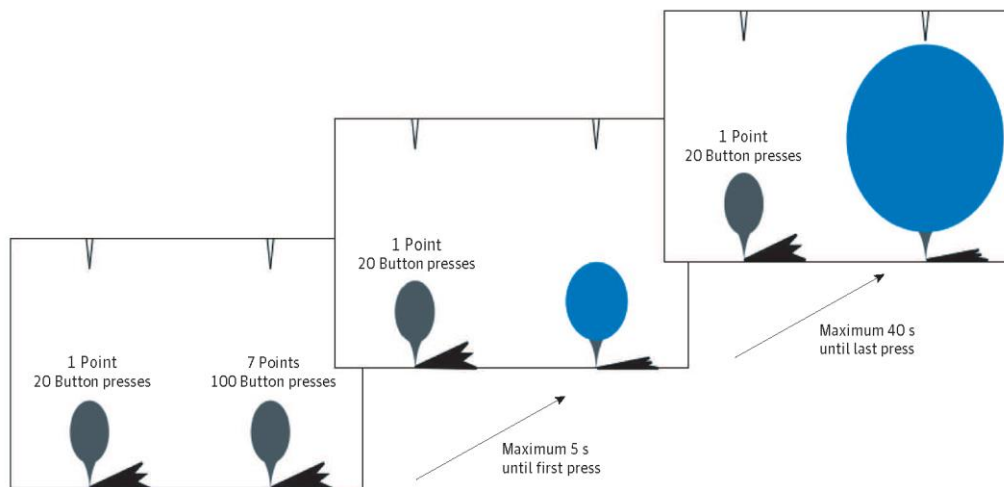 1 Point
20 Button presses
7 Points
100 Button presses
Maximum 5 s
until first press
1 Point
20 Button presses
Maximum 40 s
until last press
1 Point
20 Button presses